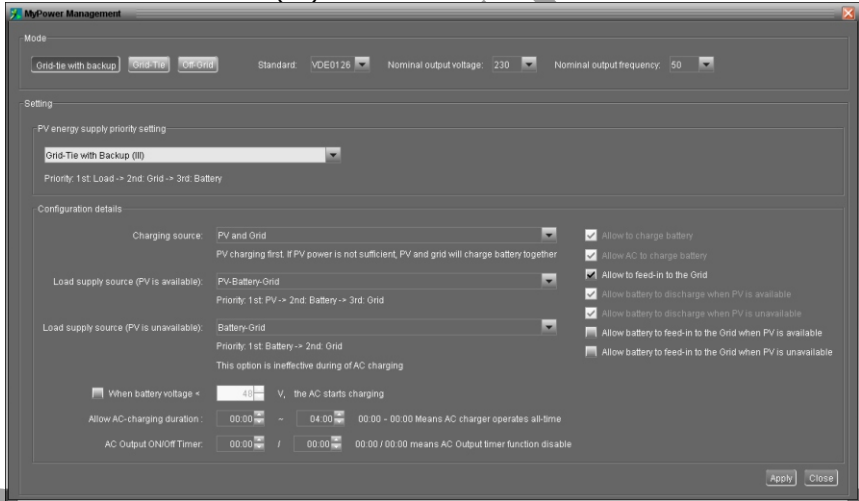 MyPower Management
Mode
Grid-tie with backup Grid-Tie Off-Grid Standard: VDE0126 Nominal output voltage: 230 Nominal output frequency: 50
Setting
PV energy supply priority setting
Grid-Tie with Backup (III)
Priority: 1st: Load -> 2nd: Grid -> 3rd: Battery
Configuration details
Charging source: PV and Grid
PV charging first. If PV power is not sufficient, PV and grid will charge battery together
Load supply source (PV is available): PV-Battery-Grid
Priority: 1st: PV -> 2nd: Battery -> 3rd: Grid
Load supply source (PV is unavailable): Battery-Grid
Priority: 1st: Battery -> 2nd: Grid
This option is ineffective during of AC charging
Allow to charge battery
Allow AC to charge battery
Allow to feed-in to the Grid
Allow battery to discharge when PV is available
Allow battery to discharge when PV is unavailable
Allow battery to feed-in to the Grid when PV is available
Allow battery to feed-in to the Grid when PV is unavailable
When battery voltage < 48 V, the AC starts charging
Allow AC-charging duration : 00:00 ~ 04:00 00:00 ~ 00:00 Means AC charger operates all-time
AC Output ON/Off Timer: 00:00 / 00:00 00:00 / 00:00 means AC Output timer function disable
Apply Close